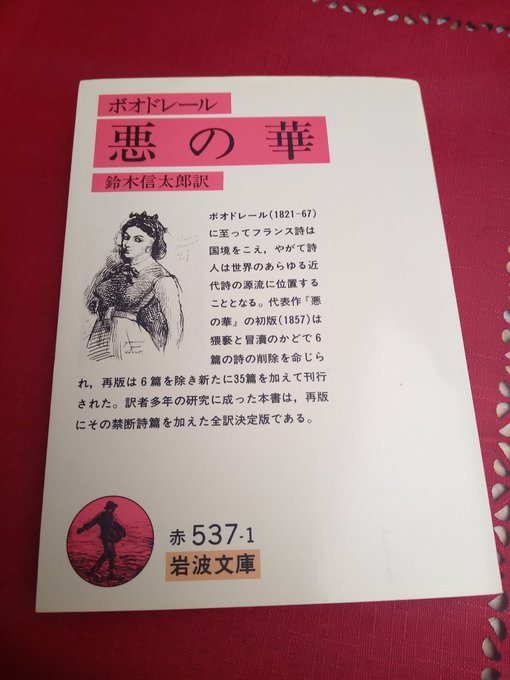 ボオドレール
悪の華
鈴木信太郎訳
ボオドレール(1821-67)
に至ってフランス詩は
国境をこえ，やがて詩
人は世界のあらゆる近
代詩の源流に位置する
こととなる。代表作『悪
の華』の初版(1857)は
猥褻と冒瀆のかどで6
篇の詩の削除を命じら
れ，再版は6篇を除き新たに35篇を加えて刊行
された。訳者多年の研究に成った本書は，再版
にその禁断詩篇を加えた全訳決定版である。
赤 537-1
岩波文庫